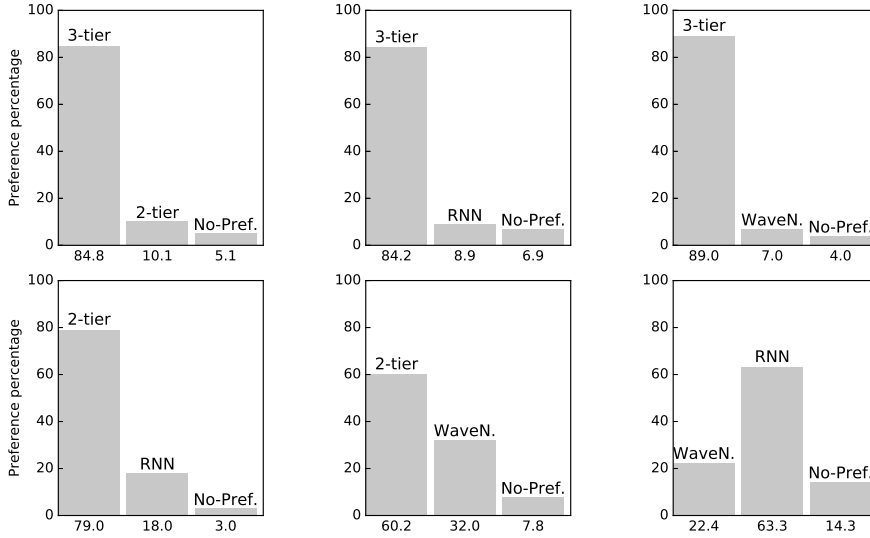 Preference percentage
100
80
60
40
20
0
3-tier
2-tier
No-Pref.
84.8 10.1 5.1
100
80
60
40
20
0
3-tier
RNN
No-Pref.
84.2 8.9 6.9
100
80
60
40
20
0
3-tier
WaveN.
No-Pref.
89.0 7.0 4.0
Preference percentage
100
80
60
40
20
0
2-tier
RNN
No-Pref.
79.0 18.0 3.0
100
80
60
40
20
0
2-tier
WaveN.
No-Pref.
60.2 32.0 7.8
100
80
60
40
20
0
WaveN.
RNN
No-Pref.
22.4 63.3 14.3